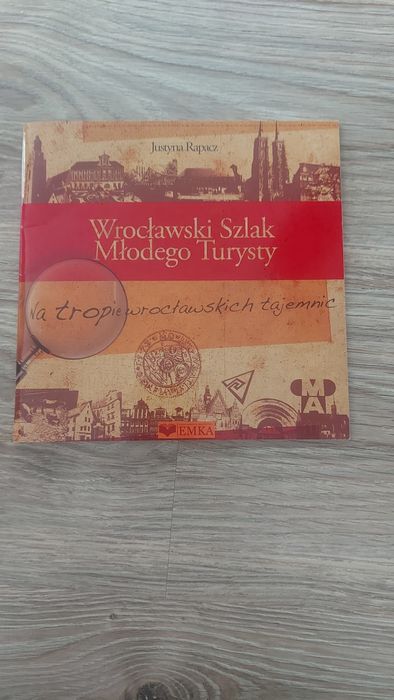 Justyna Rapacz
Wrocławski Szlak
Młodego Turysty
Na tropie wrocławskich tajemnic
EMKA